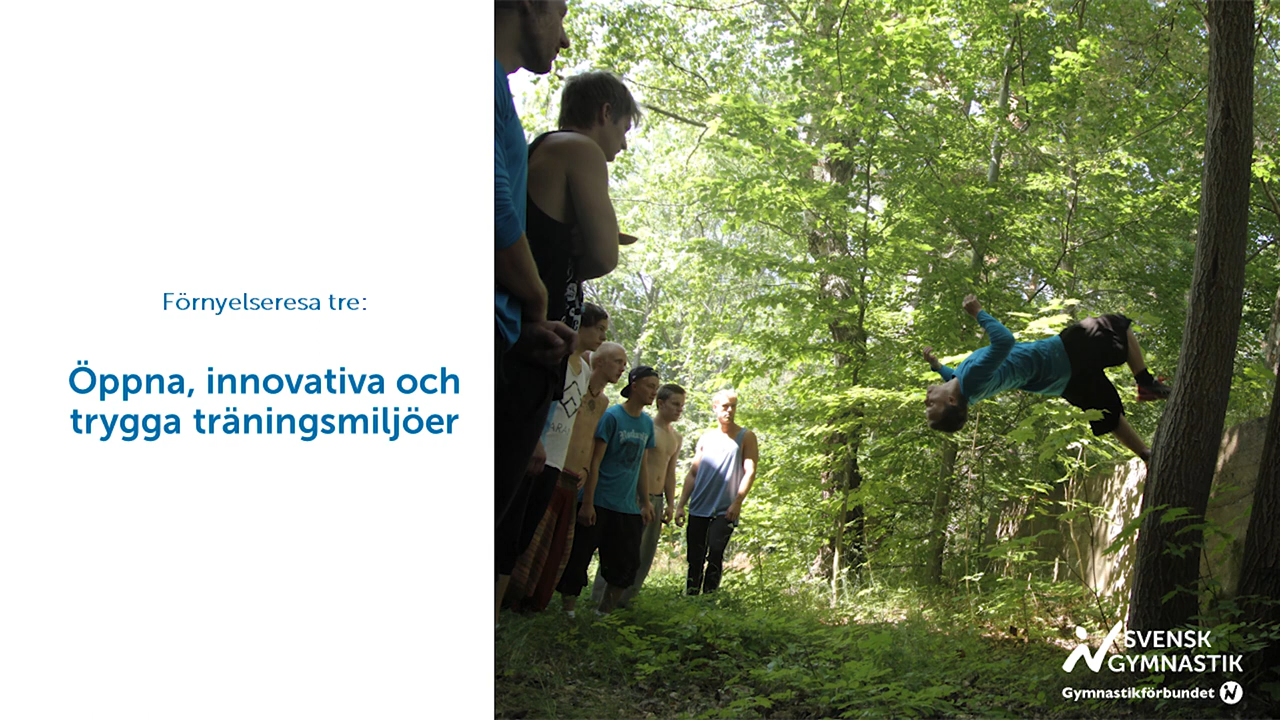 Förnyelseresa tre:
Öppna, innovativa och
trygga träningsmiljöer
SVENSK
GYMNASTIK
Gymnastikförbundet